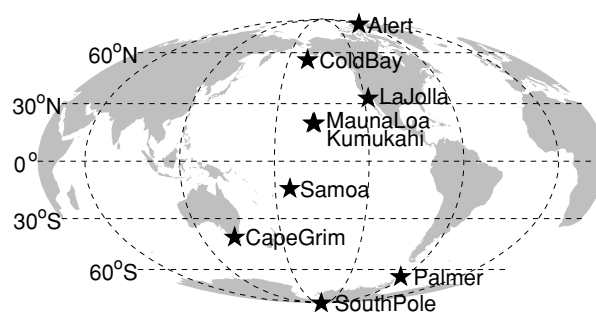 Alert
60°N
ColdBay
LaJolla
30°N
MaunaLoa
Kumukahi
0°
Samoa
30°S
CapeGrim
60°S
Palmer
SouthPole